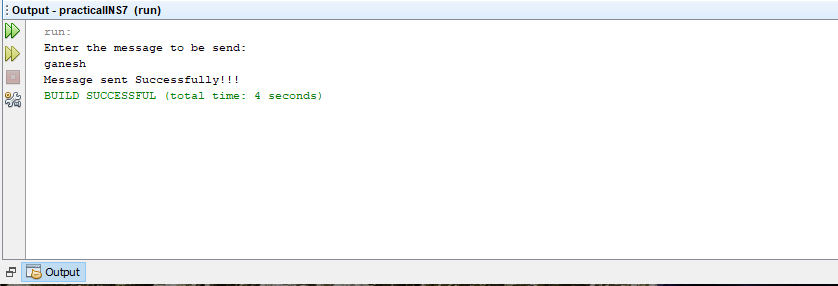 Output - practicalINS7 (run)
run:
Enter the message to be send:
ganesh
Message sent Successfully!!!
BUILD SUCCESSFUL (total time: 4 seconds)
Output